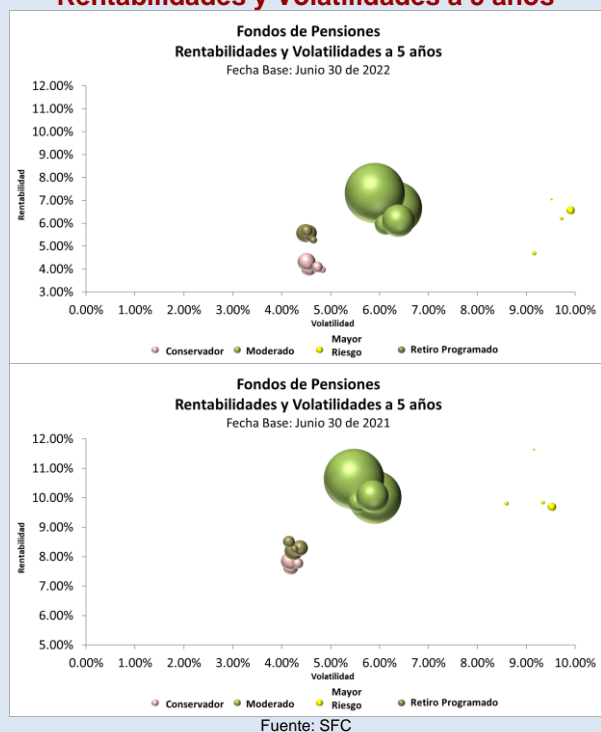 Rentabilidades y Volatilidades a 5 años
Fondos de Pensiones
Rentabilidades y Volatilidades a 5 años
Fecha Base: Junio 30 de 2022
12.00%
11.00%
10.00%
9.00%
8.00%
7.00%
6.00%
5.00%
4.00%
3.00%
Rentabilidad
0.00% 1.00% 2.00% 3.00% 4.00% 5.00% 6.00% 7.00% 8.00% 9.00% 10.00%
Volatilidad
Conservador Moderado Mayor Riesgo Retiro Programado
Fondos de Pensiones
Rentabilidades y Volatilidades a 5 años
Fecha Base: Junio 30 de 2021
12.00%
11.00%
10.00%
9.00%
8.00%
7.00%
6.00%
5.00%
Rentabilidad
0.00% 1.00% 2.00% 3.00% 4.00% 5.00% 6.00% 7.00% 8.00% 9.00% 10.00%
Volatilidad
Conservador Moderado Mayor Riesgo Retiro Programado
Fuente: SFC